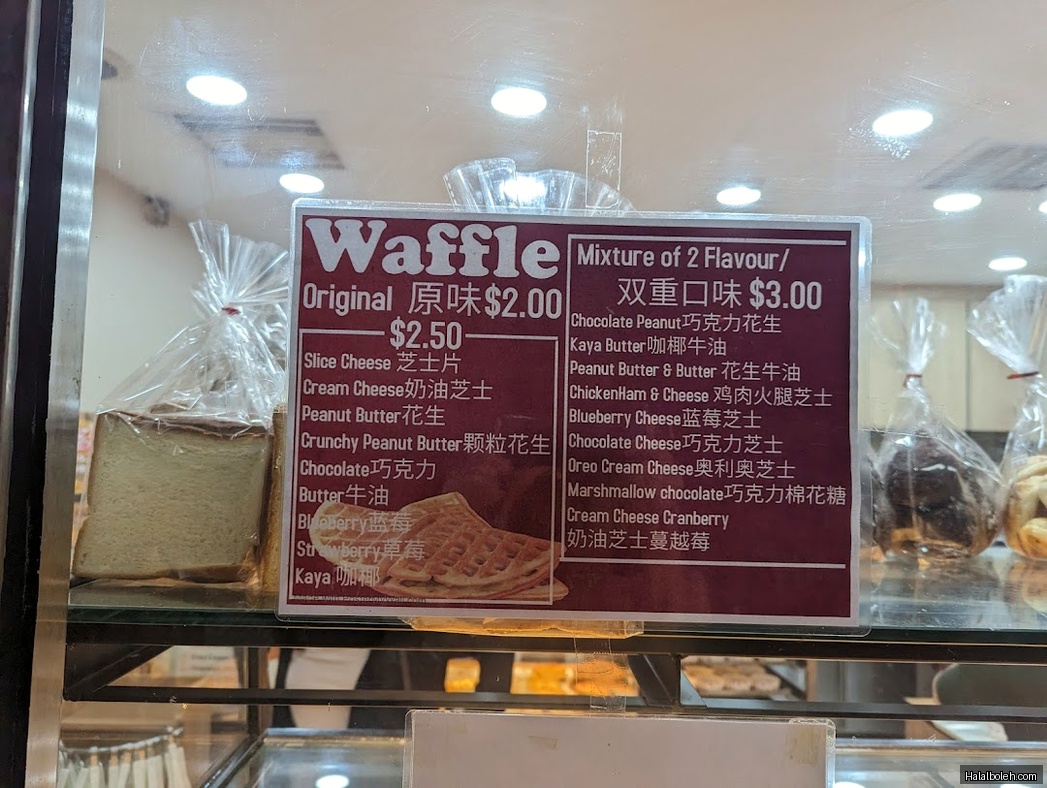 Waffle
Original 原味 $2.00
$2.50
Slice Cheese 芝士片
Cream Cheese奶油芝士
Peanut Butter花生
Crunchy Peanut Butter颗粒花生
Chocolate巧克力
Butter牛油
Blueberry蓝莓
Strawberry草莓
Kaya 咖椰
Mixture of 2 Flavour/
双重口味 $3.00
Chocolate Peanut巧克力花生
Kaya Butter咖椰牛油
Peanut Butter & Butter 花生牛油
ChickenHam & Cheese 鸡肉火腿芝士
Blueberry Cheese蓝莓芝士
Chocolate Cheese巧克力芝士
Oreo Cream Cheese奥利奥芝士
Marshmallow chocolate巧克力棉花糖
Cream Cheese Cranberry
奶油芝士蔓越莓
Halalboleh.com